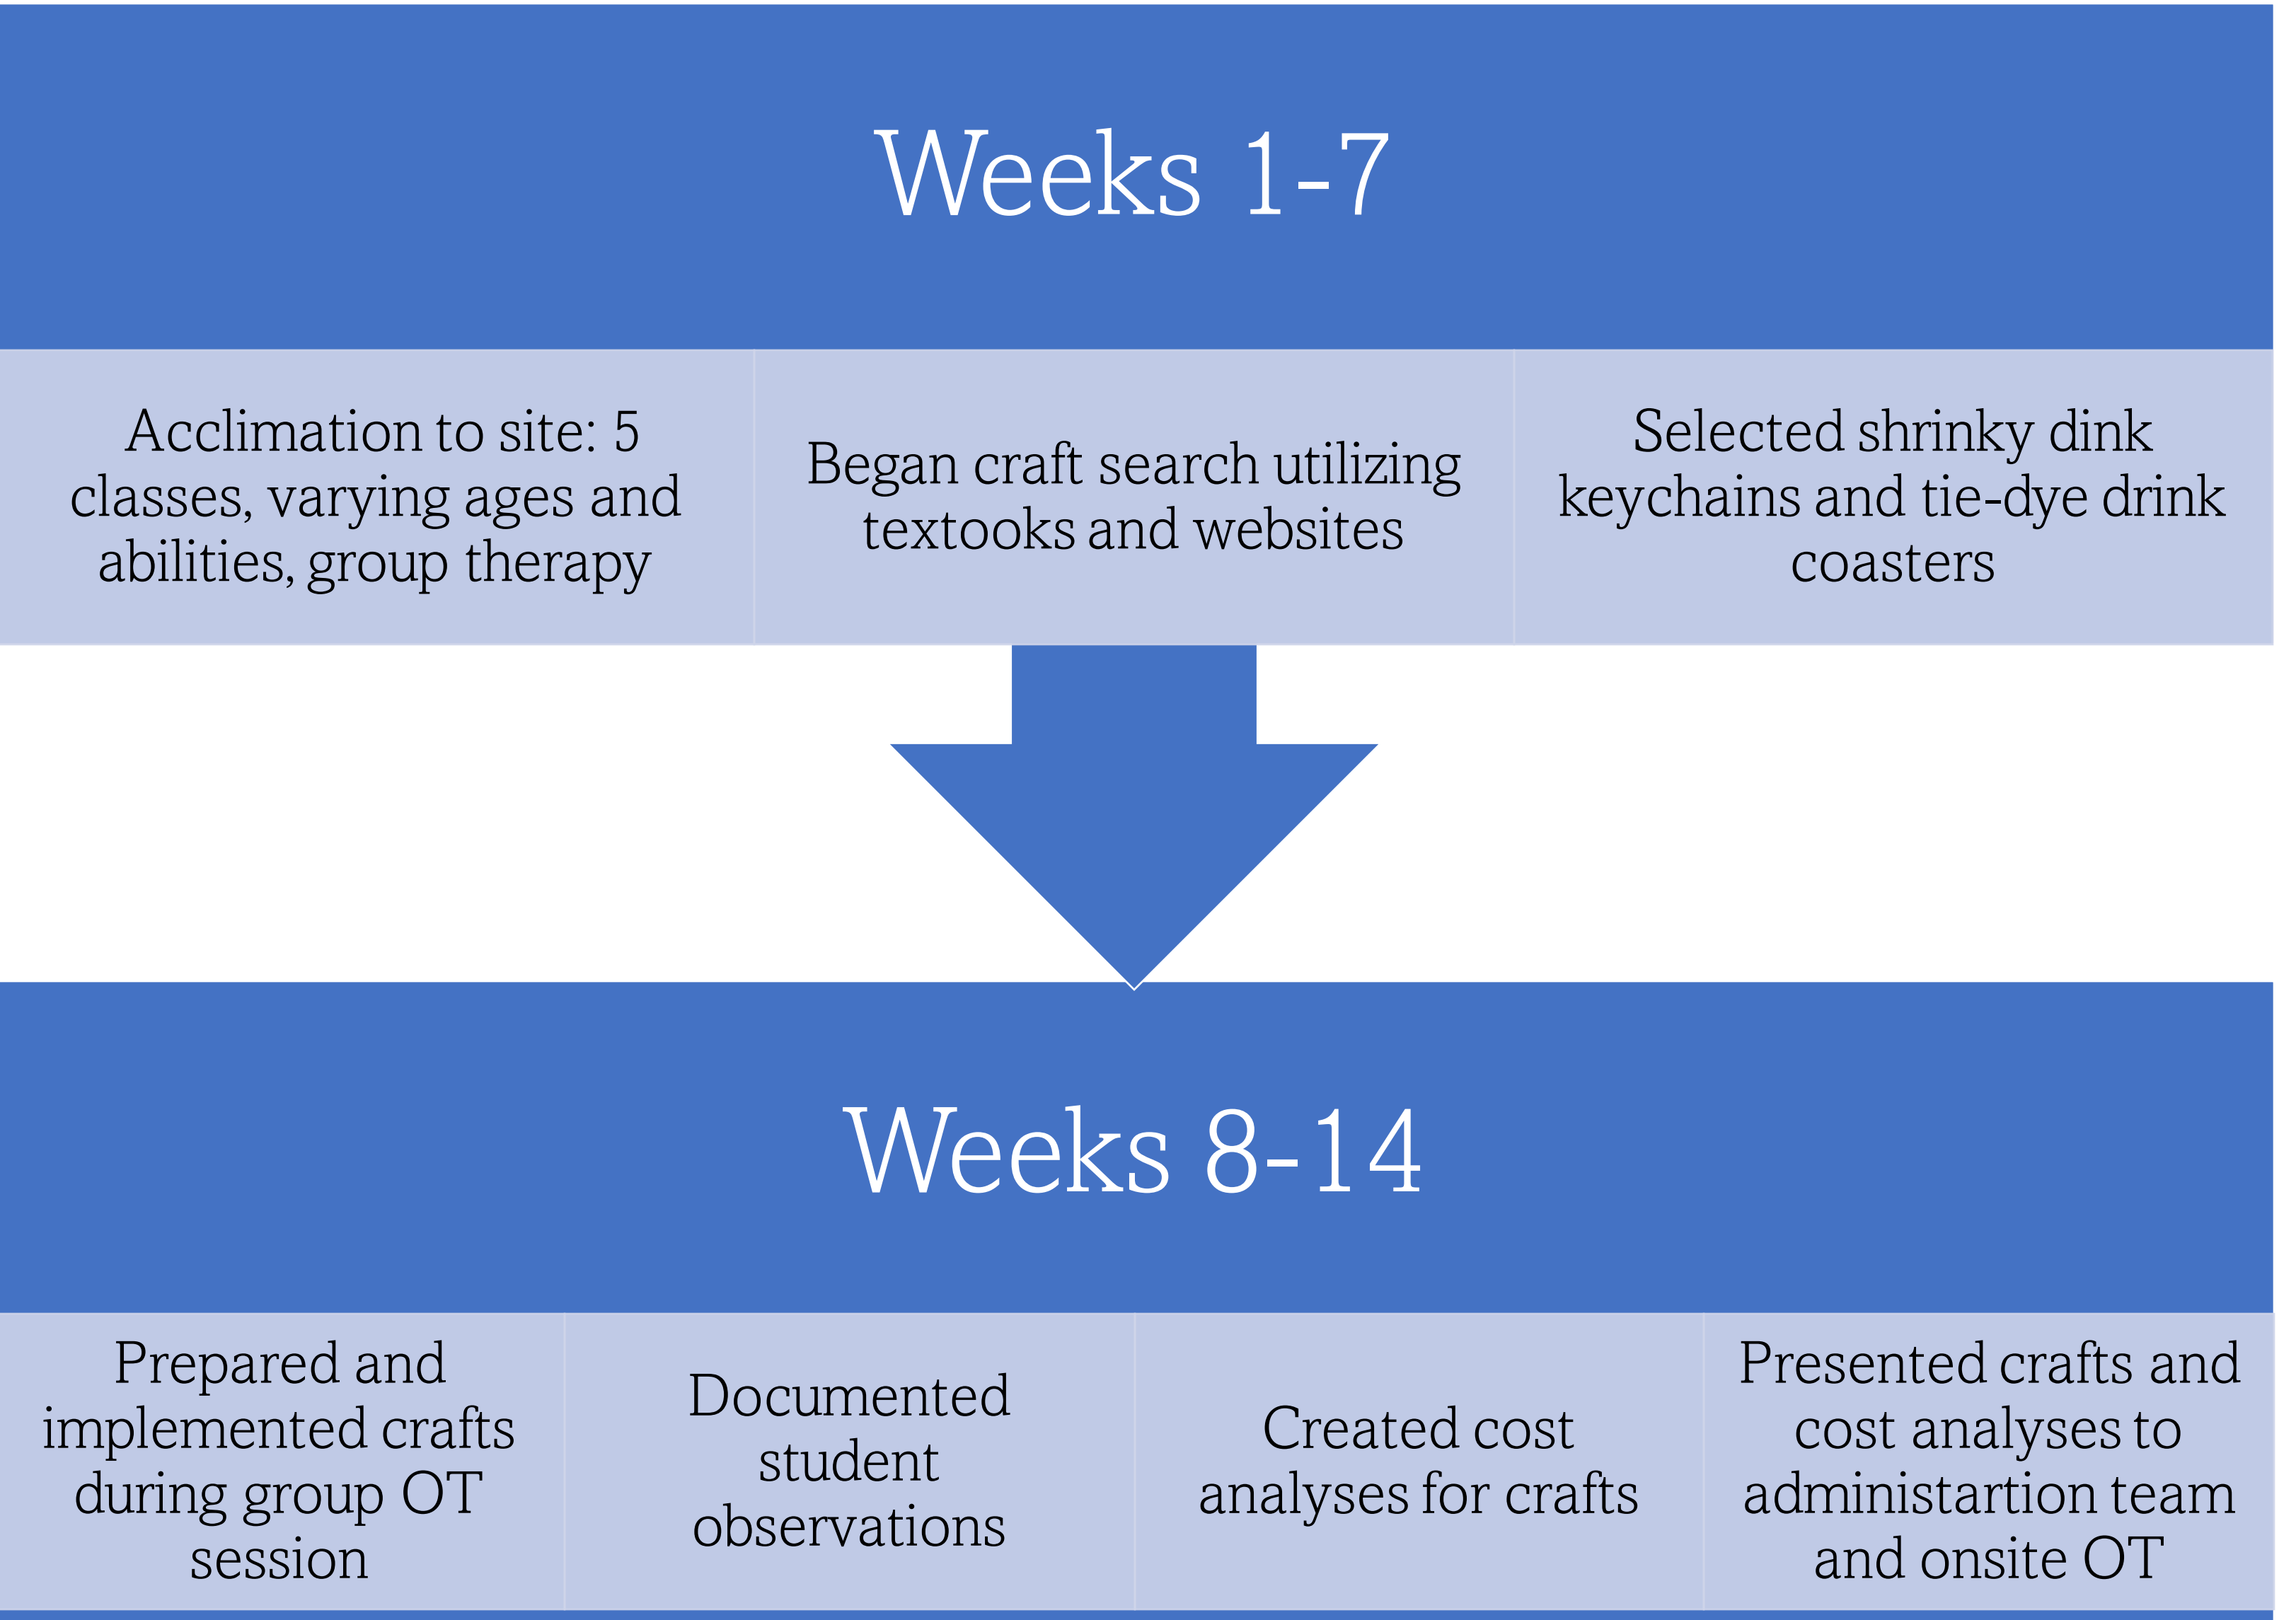 Weeks 1-7
Acclimation to site: 5
classes, varying ages and
abilities, group therapy
Began craft search utilizing
textooks and websites
Selected shrinky dink
keychains and tie-dye drink
coasters
Weeks 8-14
Prepared and
implemented crafts
during group OT
session
Documented
student
observations
Created cost
analyses for crafts
Presented crafts and
cost analyses to
administartion team
and onsite OT